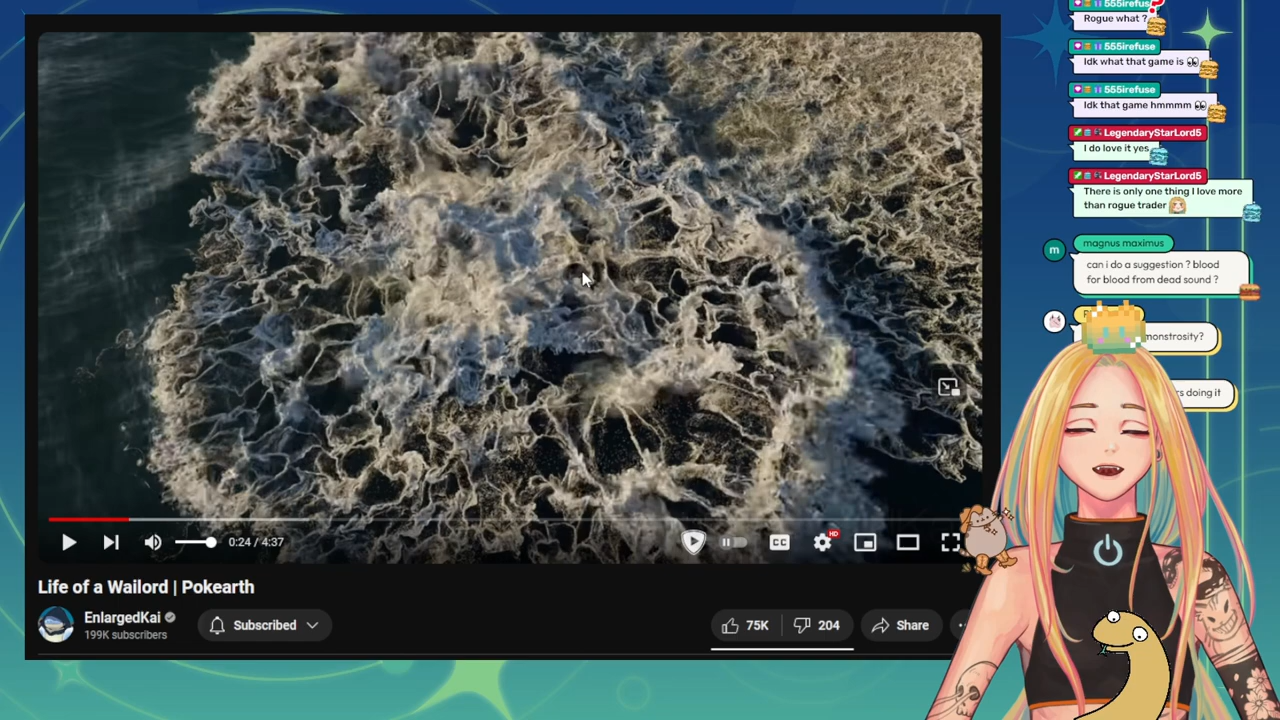 555irefuse
Rogue what ?
555irefuse
Idk what that game is
555irefuse
Idk that game hmmmm
LegendaryStarLord5
I do love it yes
LegendaryStarLord5
There is only one thing I love more
than rogue trader
m
magnus maximus
can i do a suggestion ? blood
for blood from dead sound ?
monstrosity?
s doing it
0:24 / 4:37
CC
HD
Life of a Wailord | Pokearth
EnlargedKai
199K subscribers
Subscribed
75K
204
Share